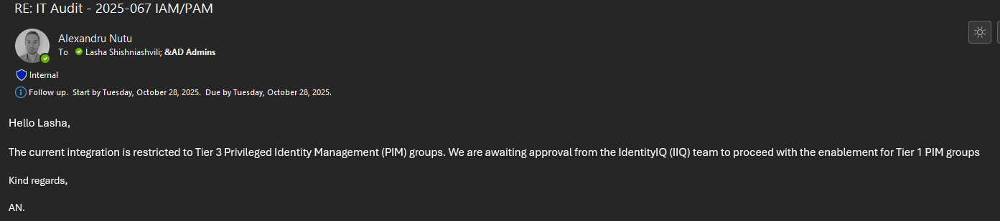 RE: IT Audit - 2025-067 IAM/PAM
Alexandru Nutu
To Lasha Shishniashvili; &AD Admins
Internal
Follow up. Start by Tuesday, October 28, 2025. Due by Tuesday, October 28, 2025.
Hello Lasha,
The current integration is restricted to Tier 3 Privileged Identity Management (PIM) groups. We are awaiting approval from the IdentityIQ (IIQ) team to proceed with the enablement for Tier 1 PIM groups
Kind regards,
AN.